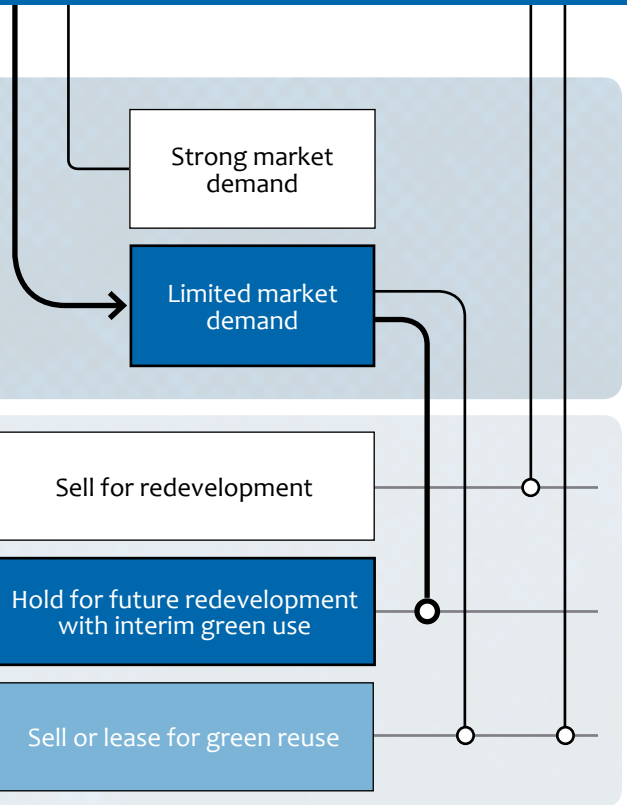 Strong market
demand
Limited market
demand
Sell for redevelopment
Hold for future redevelopment
with interim green use
Sell or lease for green reuse